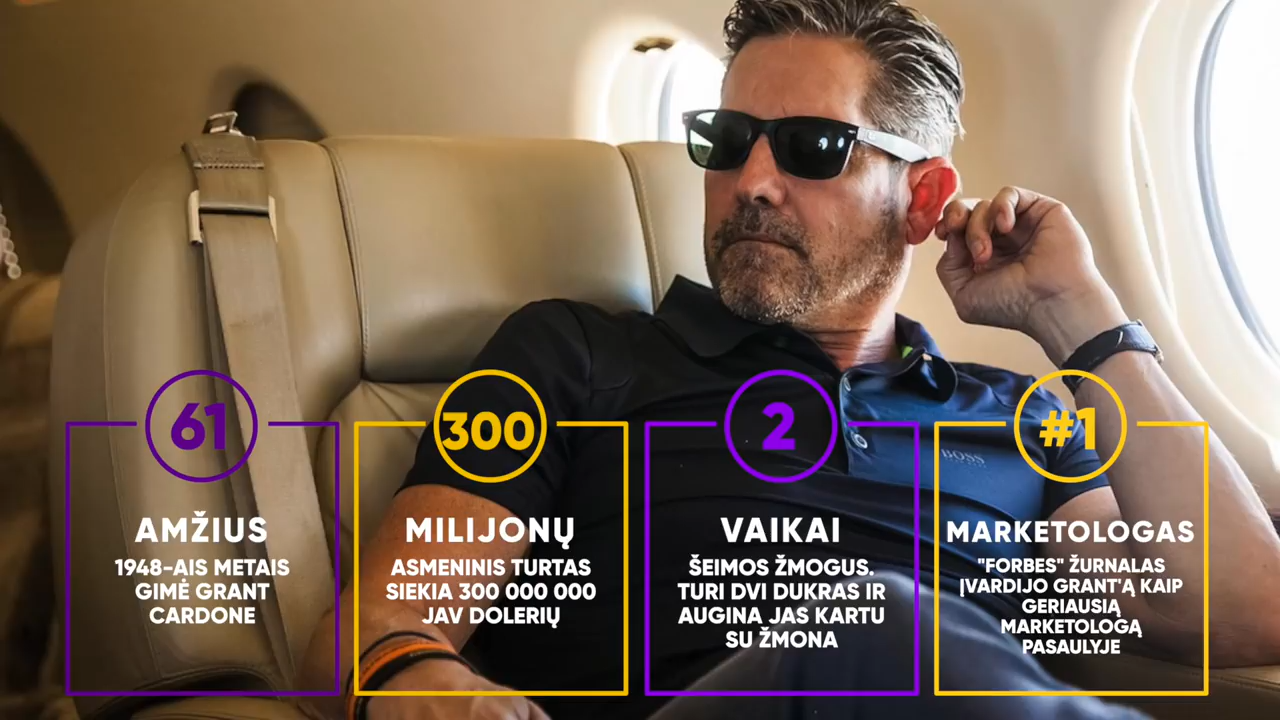 61
AMŽIUS
1948-AIS METAIS
GIMĖ GRANT
CARDONE
300
MILIJONŲ
ASMENINIS TURTAS
SIEKIA 300 000 000
JAV DOLERIŲ
2
VAIKAI
ŠEIMOS ŽMOGUS.
TURI DVI DUKRAS IR
AUGINA JAS KARTU
SU ŽMONA
#1
MARKETOLOGAS
"FORBES" ŽURNALAS
ĮVARDIJO GRANT'Ą KAIP
GERIAUSIĄ
MARKETOLOGĄ
PASAULYJE
BOSS